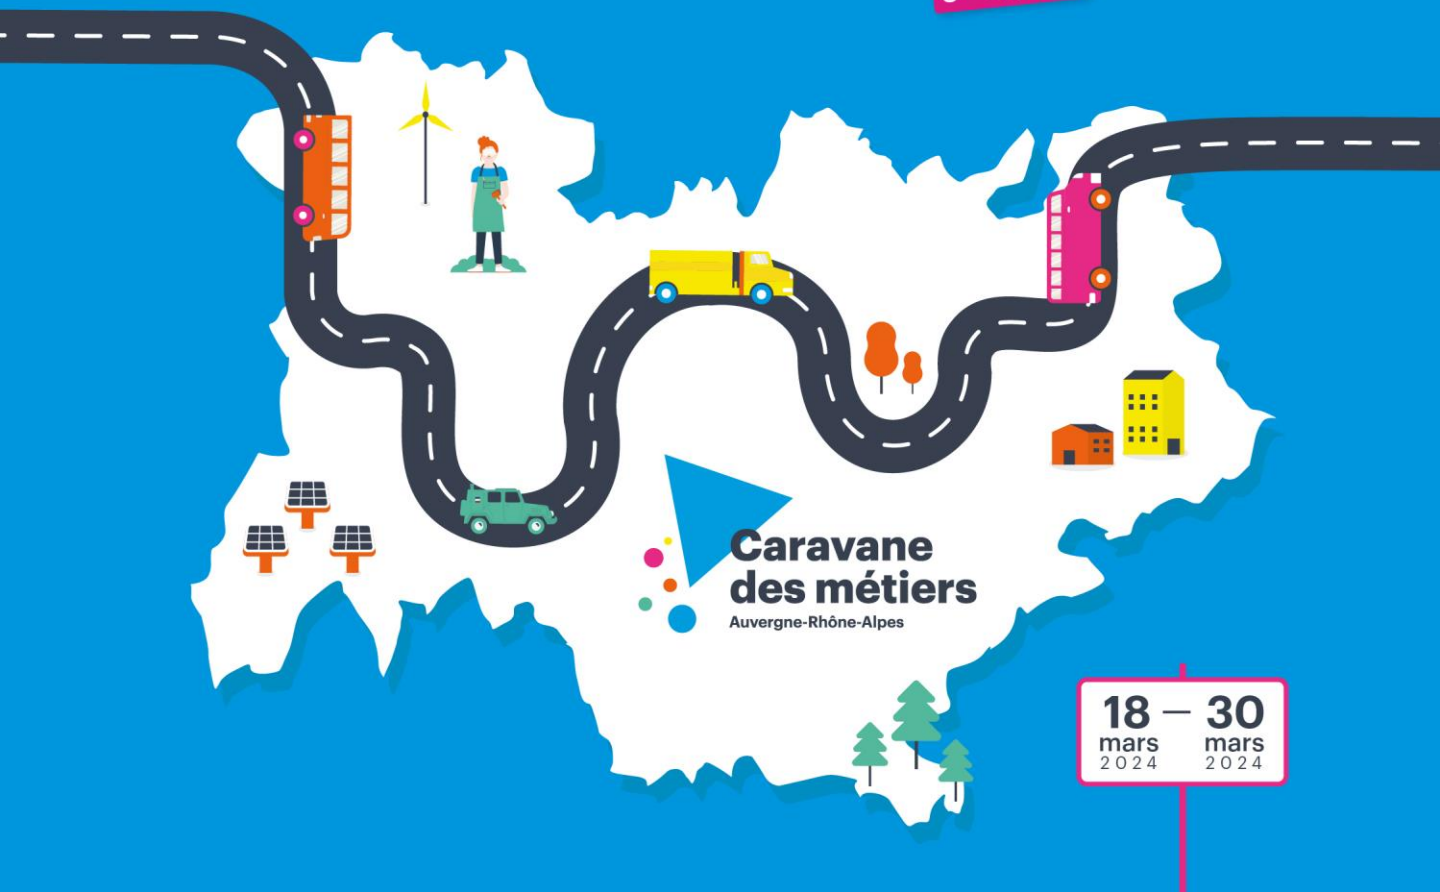 Caravane
des métiers
Auvergne-Rhône-Alpes
18 — 30
mars mars
2024 2024